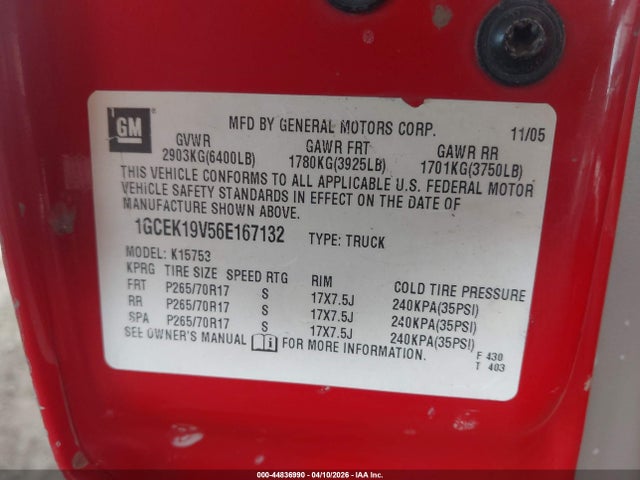 GM
MFD BY GENERAL MOTORS CORP. 11/05
GVWR GAWR FRT GAWR RR
2903KG(6400LB) 1780KG(3925LB) 1701KG(3750LB)
THIS VEHICLE CONFORMS TO ALL APPLICABLE U.S. FEDERAL MOTOR
VEHICLE SAFETY STANDARDS IN EFFECT ON THE DATE OF
MANUFACTURE SHOWN ABOVE.
1GCEK19V56E167132 TYPE: TRUCK
MODEL: K15753
KPRG TIRE SIZE SPEED RTG RIM COLD TIRE PRESSURE
FRT P265/70R17 S 17X7.5J 240KPA(35PSI)
RR P265/70R17 S 17X7.5J 240KPA(35PSI)
SPA P265/70R17 S 17X7.5J 240KPA(35PSI)
SEE OWNER'S MANUAL i FOR MORE INFORMATION.
F 430
T 403
000-44836990 - 04/10/2026 - IAA Inc.